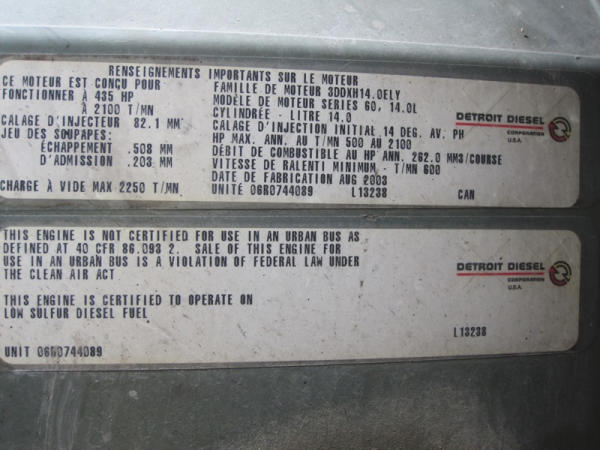 RENSEIGNEMENTS IMPORTANTS SUR LE MOTEUR
CE MOTEUR EST CONÇU POUR
FONCTIONNER À 435 HP
À 2100 T/MN
CALAGE D'INJECTEUR 82.1 MM
JEU DES SOUPAPES:
ÉCHAPPEMENT .508 MM
D'ADMISSION .203 MM
CHARGE À VIDE MAX 2250 T/MN
FAMILLE DE MOTEUR 3DDXH14.0ELY
MODÈLE DE MOTEUR SERIES 60, 14.0L
CYLINDRÉE - LITRE 14.0
CALAGE D'INJECTION INITIAL 14 DEG. AV. PH
HP MAX. ANN. AU T/MN 500 AU 2100
DÉBIT DE COMBUSTIBLE AU HP ANN. 262.0 MM3/COURSE
VITESSE DE RALENTI MINIMUM - T/MN 600
DATE DE FABRICATION AUG 2003
UNITÉ 06R0744089 L13238 CAN
DETROIT DIESEL
CORPORATION
U.S.A.
THIS ENGINE IS NOT CERTIFIED FOR USE IN AN URBAN BUS AS
DEFINED AT 40 CFR 86.093 2. SALE OF THIS ENGINE FOR
USE IN AN URBAN BUS IS A VIOLATION OF FEDERAL LAW UNDER
THE CLEAN AIR ACT
THIS ENGINE IS CERTIFIED TO OPERATE ON
LOW SULFUR DIESEL FUEL
UNIT 06R0744089
DETROIT DIESEL
CORPORATION
U.S.A.
L13238